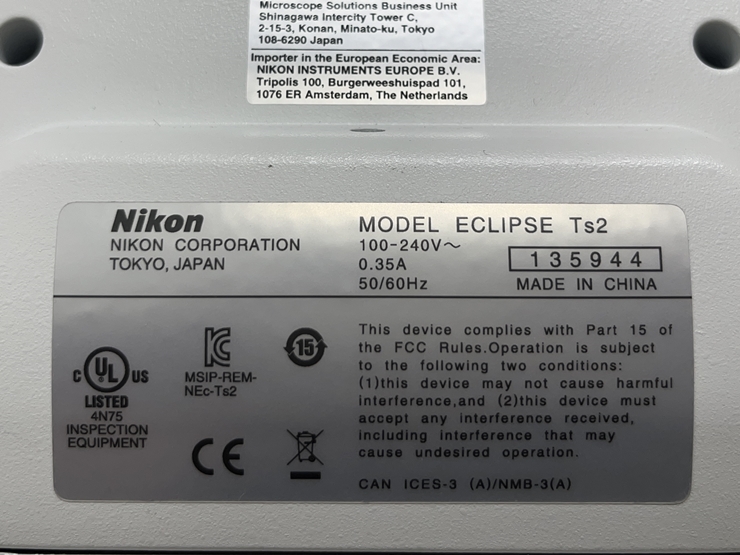 Microscope Solutions Business Unit
Shinagawa Intercity Tower C,
2-15-3, Konan, Minato-ku, Tokyo
108-6290 Japan
Importer in the European Economic Area:
NIKON INSTRUMENTS EUROPE B.V.
Tripolis 100, Burgerweeshuispad 101,
1076 ER Amsterdam, The Netherlands
Nikon
NIKON CORPORATION
TOKYO, JAPAN
MODEL ECLIPSE Ts2
100-240V～
0.35A
50/60Hz
135944
MADE IN CHINA
C UL US
LISTED
4N75
INSPECTION
EQUIPMENT
KC
MSIP-REM-
NEc-Ts2
15
CE
This device complies with Part 15 of
the FCC Rules.Operation is subject
to the following two conditions:
(1)this device may not cause harmful
interference,and (2)this device must
accept any interference received,
including interference that may
cause undesired operation.
CAN ICES-3 (A)/NMB-3(A)